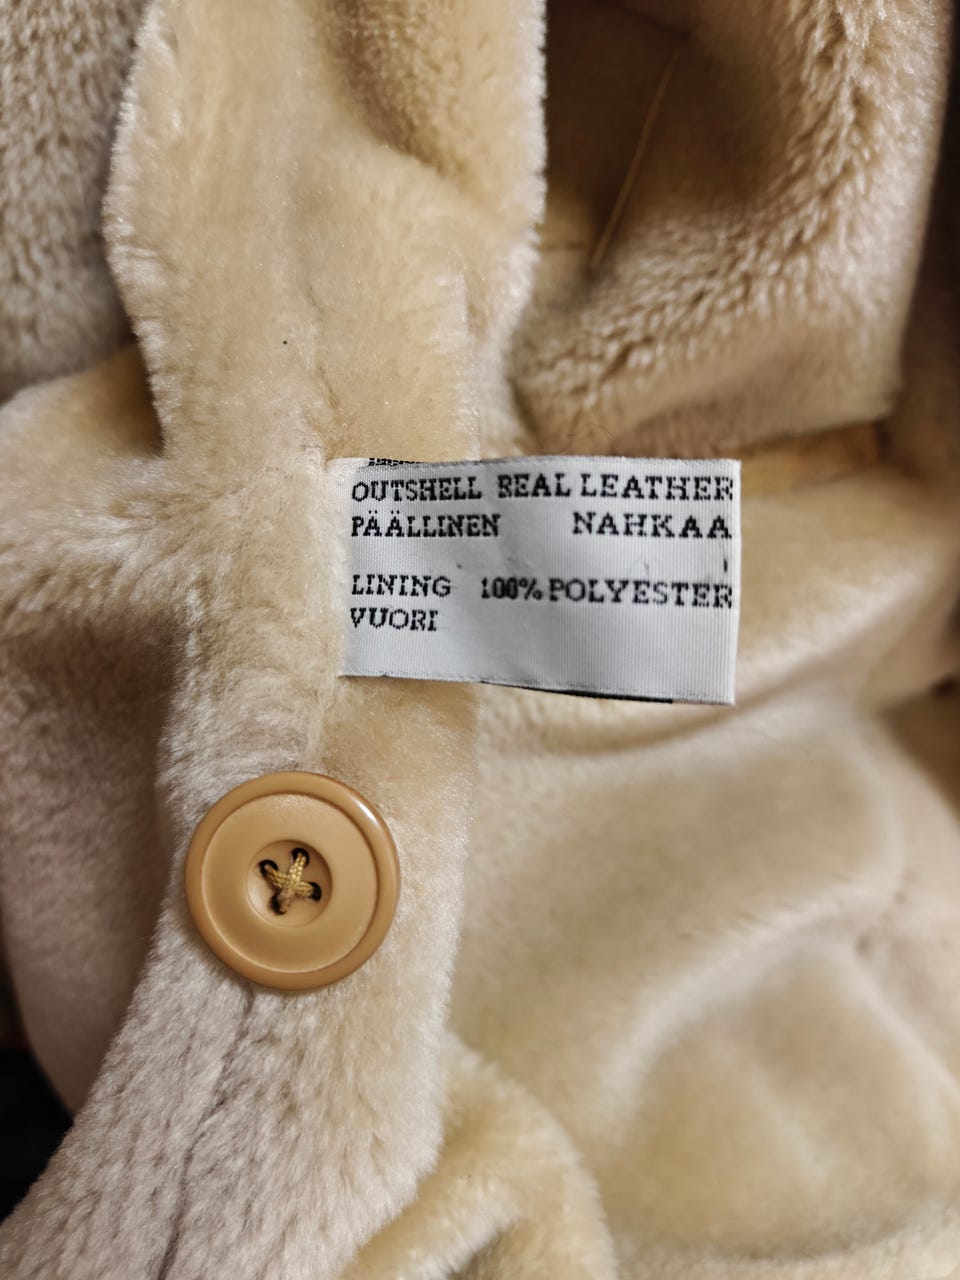 OUTSHELL REAL LEATHER
PÄÄLLINEN NAHKAA
LINING 100% POLYESTER
VUORI